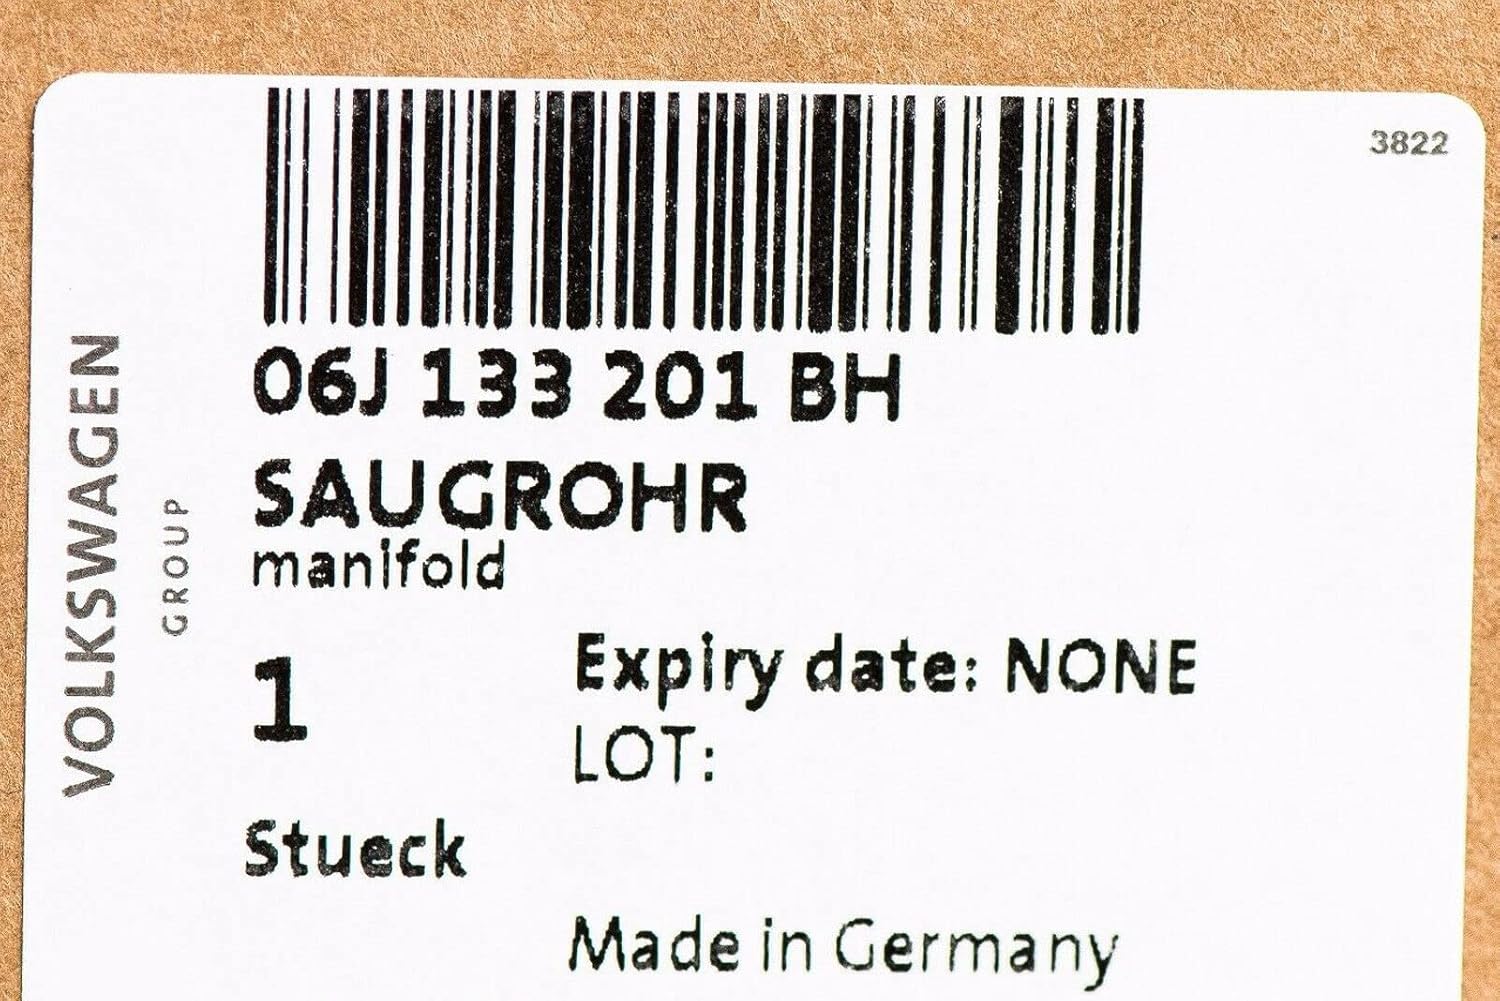 3822
06J 133 201 BH
SAUGROHR
manifold
1
Stueck
Expiry date: NONE
LOT:
Made in Germany
VOLKSWAGEN
GROUP